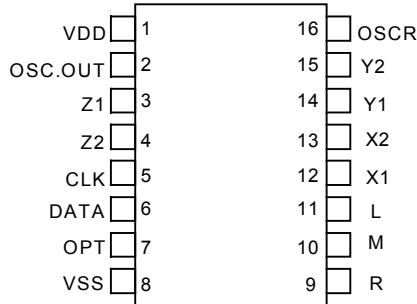 VDD 1 16 OSCR
OSC.OUT 2 15 Y2
Z1 3 14 Y1
Z2 4 13 X2
CLK 5 12 X1
DATA 6 11 L
OPT 7 10 M
VSS 8 9 R